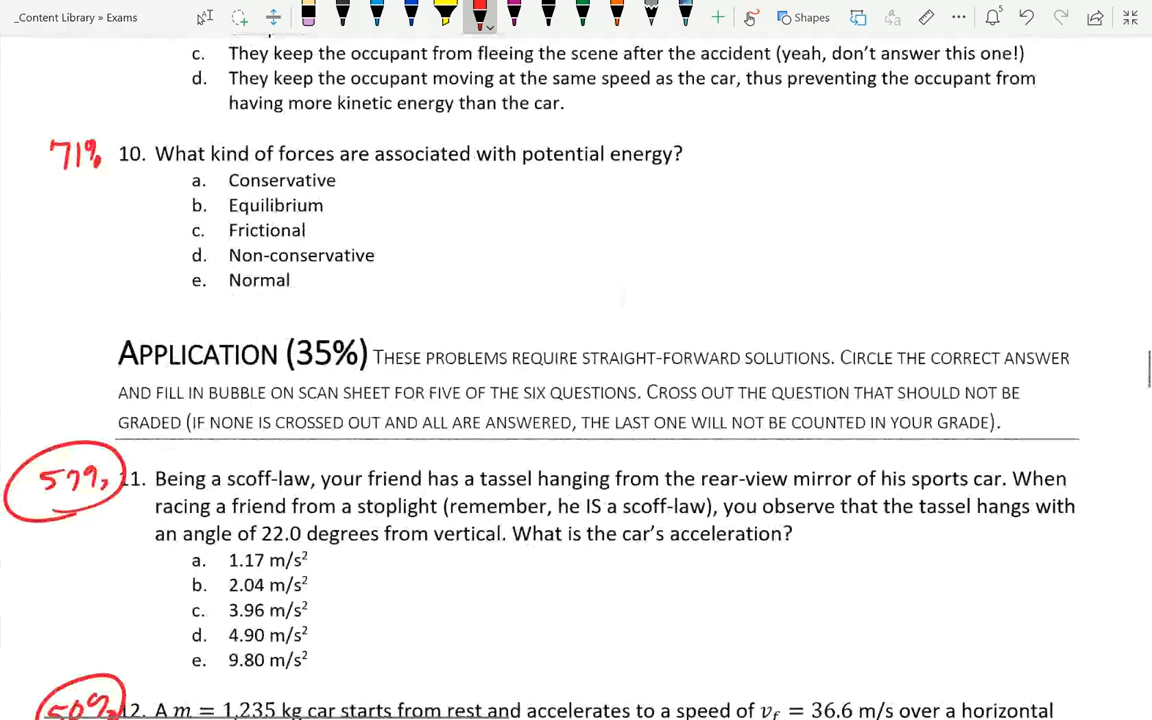 _Content Library » Exams
Shapes
5
c. They keep the occupant from fleeing the scene after the accident (yeah, don’t answer this one!)
d. They keep the occupant moving at the same speed as the car, thus preventing the occupant from
having more kinetic energy than the car.
71% 10. What kind of forces are associated with potential energy?
a. Conservative
b. Equilibrium
c. Frictional
d. Non-conservative
e. Normal
APPLICATION (35%) THESE PROBLEMS REQUIRE STRAIGHT-FORWARD SOLUTIONS. CIRCLE THE CORRECT ANSWER
AND FILL IN BUBBLE ON SCAN SHEET FOR FIVE OF THE SIX QUESTIONS. CROSS OUT THE QUESTION THAT SHOULD NOT BE
GRADED (IF NONE IS CROSSED OUT AND ALL ARE ANSWERED, THE LAST ONE WILL NOT BE COUNTED IN YOUR GRADE).
57% 11. Being a scoff-law, your friend has a tassel hanging from the rear-view mirror of his sports car. When
racing a friend from a stoplight (remember, he IS a scoff-law), you observe that the tassel hangs with
an angle of 22.0 degrees from vertical. What is the car’s acceleration?
a. 1.17 m/s²
b. 2.04 m/s²
c. 3.96 m/s²
d. 4.90 m/s²
e. 9.80 m/s²
50% 12. A m = 1,235 kg car starts from rest and accelerates to a speed of v_f = 36.6 m/s over a horizontal